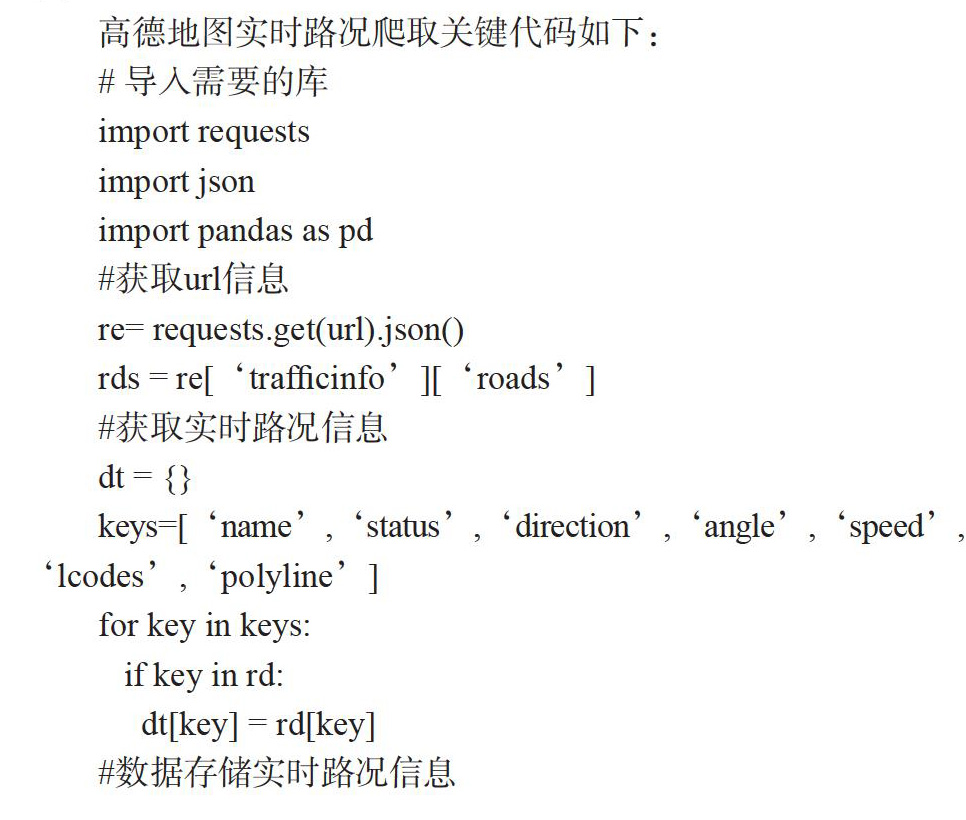 高德地图实时路况爬取关键代码如下：
# 导入需要的库
import requests
import json
import pandas as pd
#获取url信息
re= requests.get(url).json()
rds = re[‘trafficinfo’][‘roads’]
#获取实时路况信息
dt = {}
keys=[‘name’,‘status’,‘direction’,‘angle’,‘speed’,
‘lcodes’,‘polyline’]
for key in keys:
if key in rd:
dt[key] = rd[key]
#数据存储实时路况信息